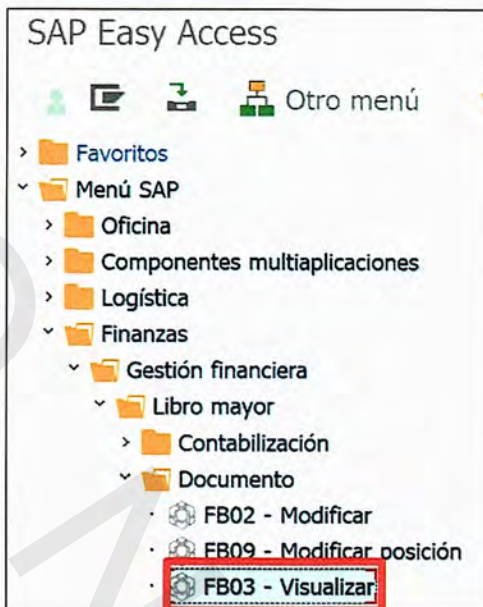 SAP Easy Access
Otro menú
Favoritos
Menú SAP
Oficina
Componentes multiaplicaciones
Logística
Finanzas
Gestión financiera
Libro mayor
Contabilización
Documento
FB02 - Modificar
FB09 - Modificar posición
FB03 - Visualizar